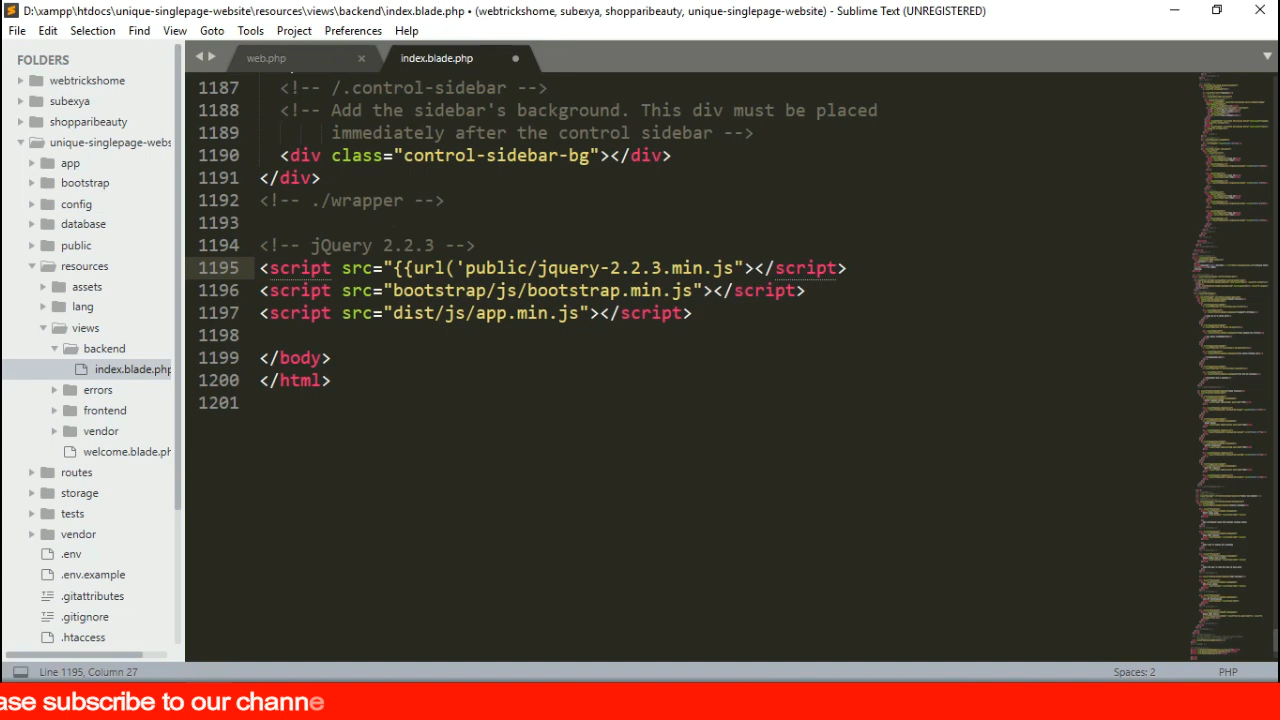 D:\xampp\htdocs\unique-singlepage-website\resources\views\backend\index.blade.php • (webtrickshome, subexya, shopparibeauty, unique-singlepage-website) - Sublime Text (UNREGISTERED)
File Edit Selection Find View Goto Tools Project Preferences Help
FOLDERS
webtrickshome
subexya
shopparibeauty
unique-singlepage-webs
app
bootstrap
config
database
public
resources
assets
lang
views
backend
index.blade.php
errors
frontend
vendor
welcome.blade.ph
routes
storage
tests
vendor
.env
.env.example
.gitattributes
.gitignore
.htaccess
web.php
index.blade.php
1187 <!-- /.control-sidebar -->
1188 <!-- Add the sidebar's background. This div must be placed
1189 immediately after the control sidebar -->
1190 <div class="control-sidebar-bg"></div>
1191 </div>
1192 <!-- ./wrapper -->
1193
1194 <!-- jQuery 2.2.3 -->
1195 <script src="{{url('public/jquery-2.2.3.min.js"></script>
1196 <script src="bootstrap/js/bootstrap.min.js"></script>
1197 <script src="dist/js/app.min.js"></script>
1198
1199 </body>
1200 </html>
1201
Line 1195, Column 27
Spaces: 2
PHP
ase subscribe to our channe